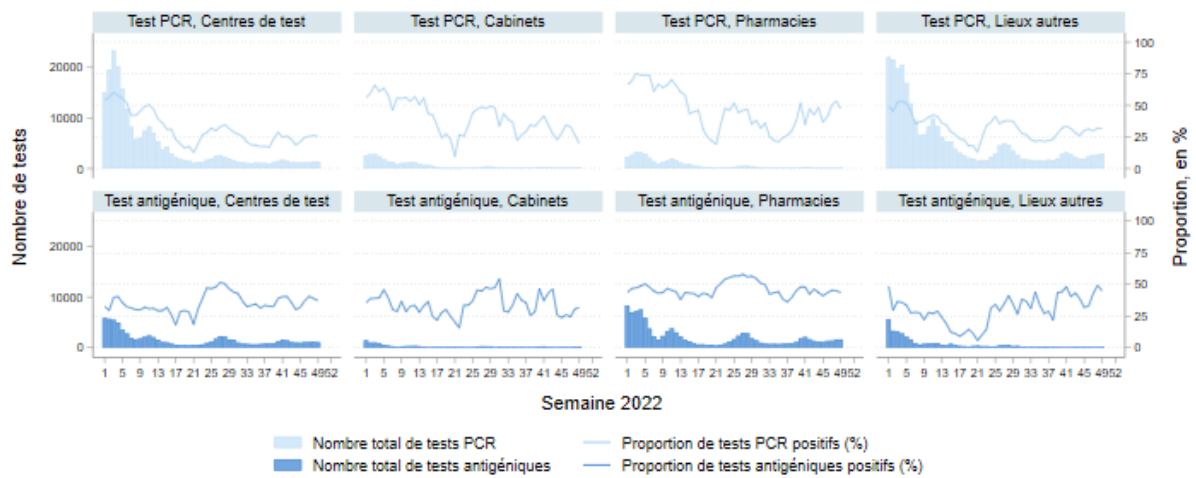 Test PCR, Centres de test
Test PCR, Cabinets
Test PCR, Pharmacies
Test PCR, Lieux autres
20000
10000
0
100
75
50
25
0
Nombre de tests
Proportion, en %
Test antigénique, Centres de test
Test antigénique, Cabinets
Test antigénique, Pharmacies
Test antigénique, Lieux autres
20000
10000
0
100
75
50
25
0
1 5 9 13 17 21 25 29 33 37 41 45 4952
1 5 9 13 17 21 25 29 33 37 41 45 4952
1 5 9 13 17 21 25 29 33 37 41 45 4952
1 5 9 13 17 21 25 29 33 37 41 45 4952
Semaine 2022
Nombre total de tests PCR
Proportion de tests PCR positifs (%)
Nombre total de tests antigéniques
Proportion de tests antigéniques positifs (%)